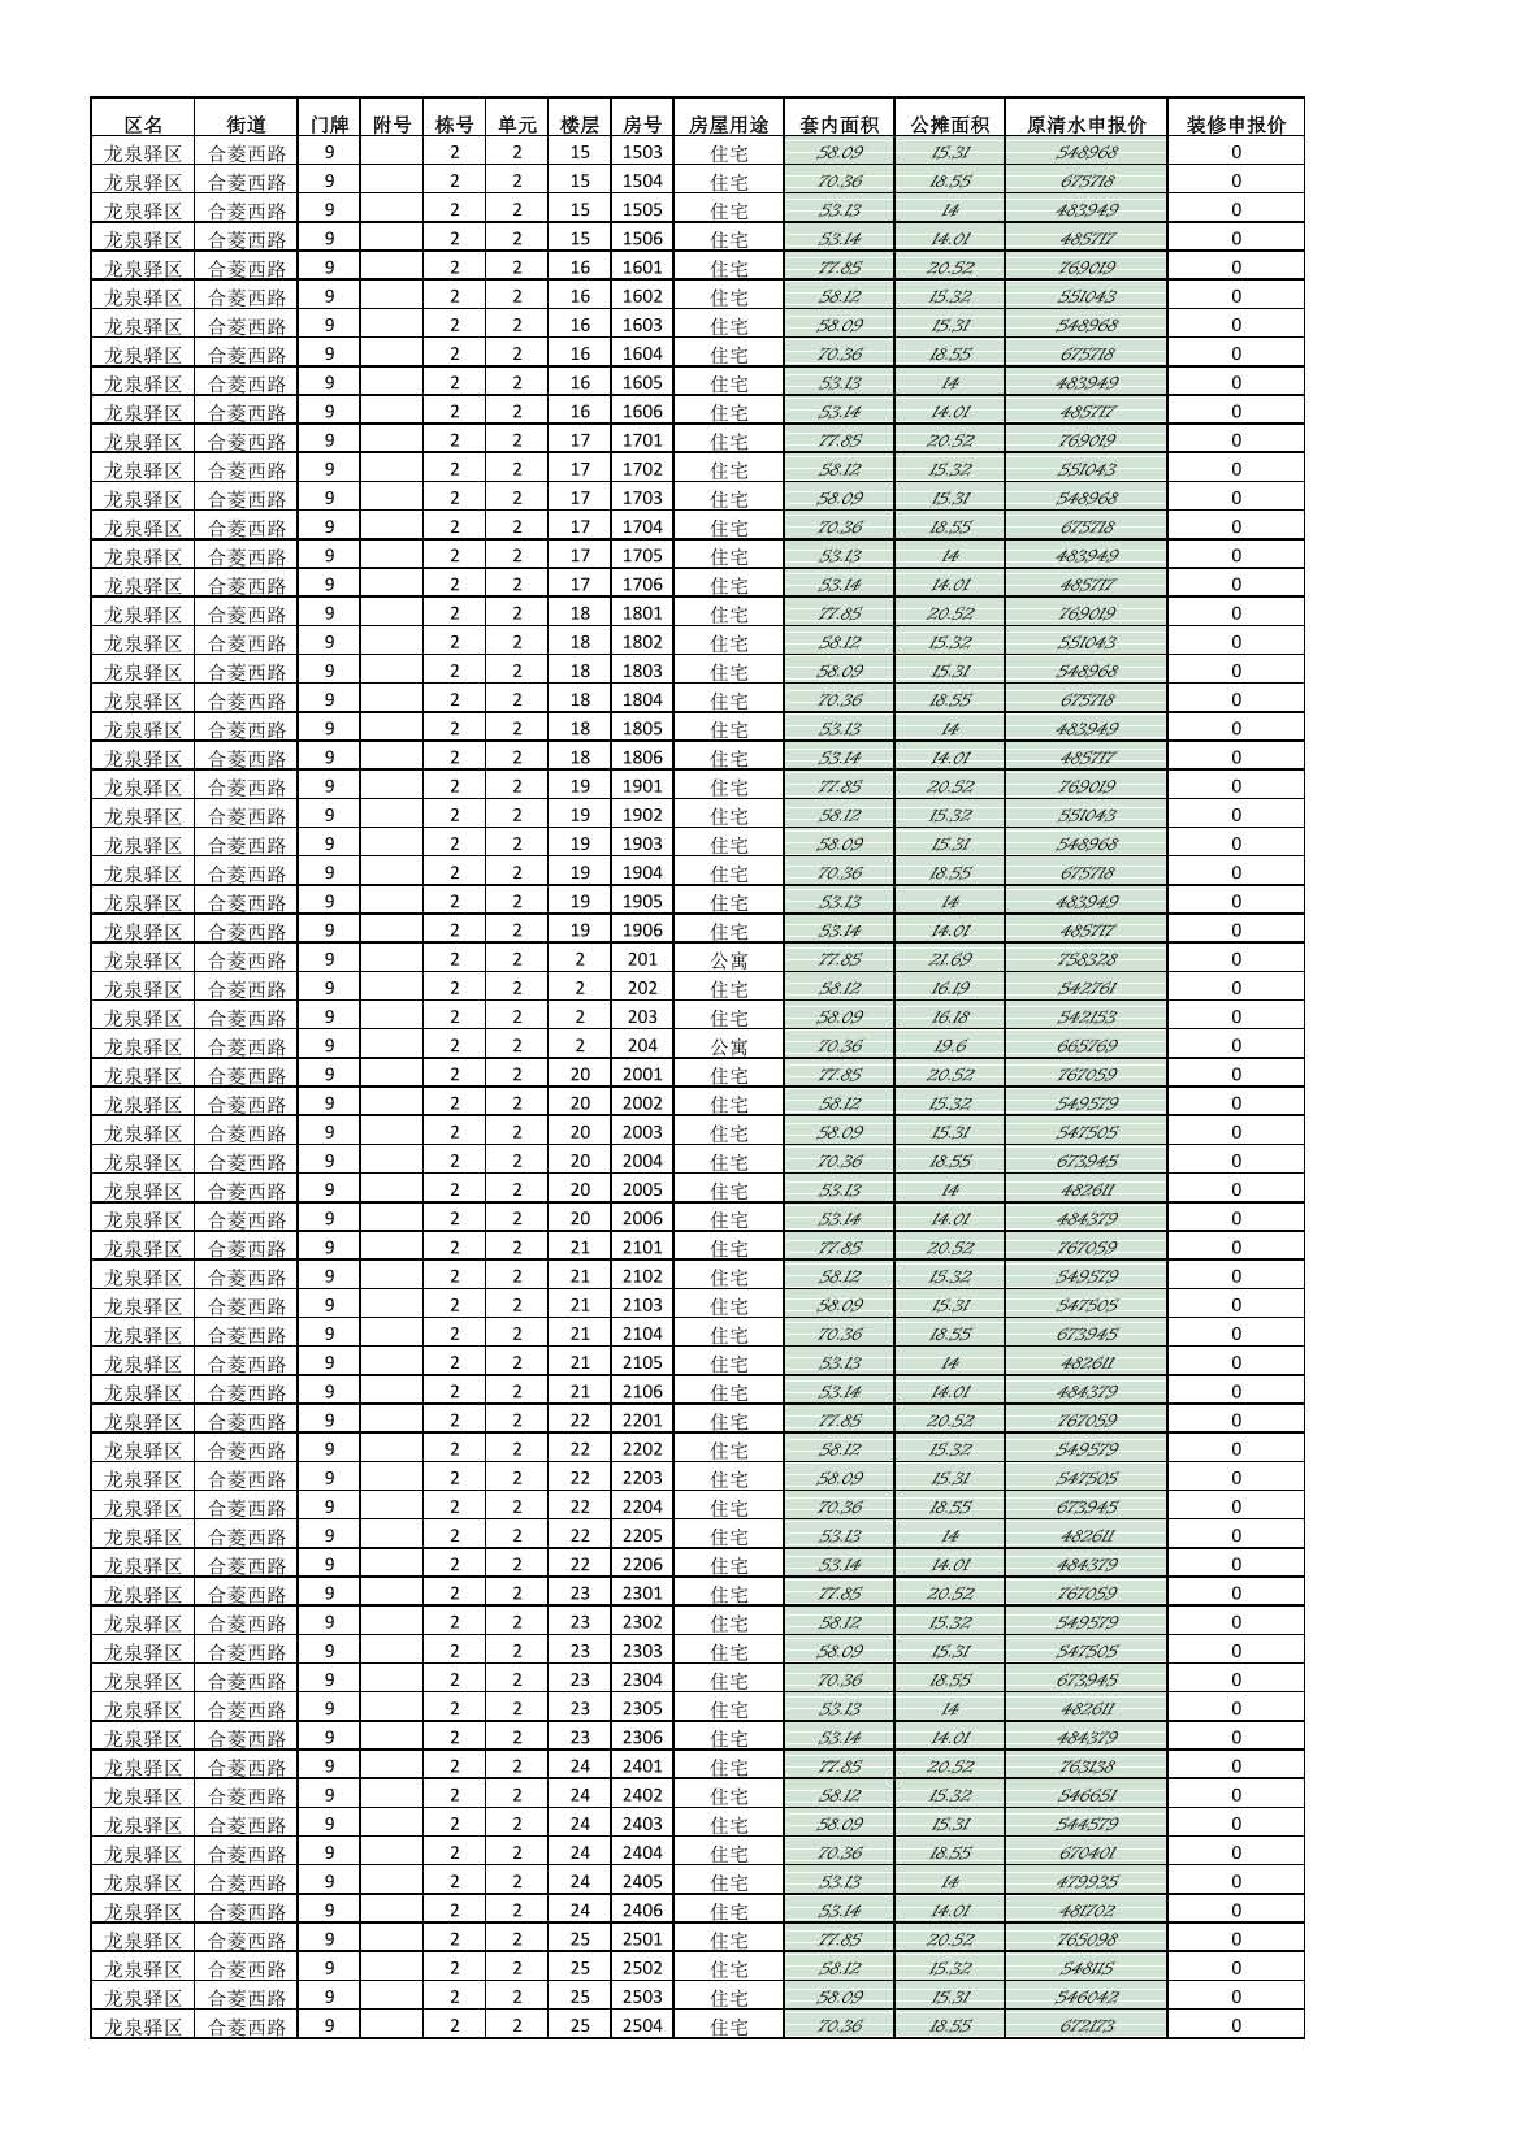 区名 街道 门牌 附号 栋号 单元 楼层 房号 房屋用途 套内面积 公摊面积 原清水申报价 装修申报价
龙泉驿区 合菱西路 9 2 2 15 1503 住宅 58.09 15.31 548968 0
龙泉驿区 合菱西路 9 2 2 15 1504 住宅 70.36 18.55 675718 0
龙泉驿区 合菱西路 9 2 2 15 1505 住宅 53.13 14 483949 0
龙泉驿区 合菱西路 9 2 2 15 1506 住宅 53.14 14.01 485717 0
龙泉驿区 合菱西路 9 2 2 16 1601 住宅 77.85 20.52 769019 0
龙泉驿区 合菱西路 9 2 2 16 1602 住宅 58.12 15.32 551043 0
龙泉驿区 合菱西路 9 2 2 16 1603 住宅 58.09 15.31 548968 0
龙泉驿区 合菱西路 9 2 2 16 1604 住宅 70.36 18.55 675718 0
龙泉驿区 合菱西路 9 2 2 16 1605 住宅 53.13 14 483949 0
龙泉驿区 合菱西路 9 2 2 16 1606 住宅 53.14 14.01 485717 0
龙泉驿区 合菱西路 9 2 2 17 1701 住宅 77.85 20.52 769019 0
龙泉驿区 合菱西路 9 2 2 17 1702 住宅 58.12 15.32 551043 0
龙泉驿区 合菱西路 9 2 2 17 1703 住宅 58.09 15.31 548968 0
龙泉驿区 合菱西路 9 2 2 17 1704 住宅 70.36 18.55 675718 0
龙泉驿区 合菱西路 9 2 2 17 1705 住宅 53.13 14 483949 0
龙泉驿区 合菱西路 9 2 2 17 1706 住宅 53.14 14.01 485717 0
龙泉驿区 合菱西路 9 2 2 18 1801 住宅 77.85 20.52 769019 0
龙泉驿区 合菱西路 9 2 2 18 1802 住宅 58.12 15.32 551043 0
龙泉驿区 合菱西路 9 2 2 18 1803 住宅 58.09 15.31 548968 0
龙泉驿区 合菱西路 9 2 2 18 1804 住宅 70.36 18.55 675718 0
龙泉驿区 合菱西路 9 2 2 18 1805 住宅 53.13 14 483949 0
龙泉驿区 合菱西路 9 2 2 18 1806 住宅 53.14 14.01 485717 0
龙泉驿区 合菱西路 9 2 2 19 1901 住宅 77.85 20.52 769019 0
龙泉驿区 合菱西路 9 2 2 19 1902 住宅 58.12 15.32 551043 0
龙泉驿区 合菱西路 9 2 2 19 1903 住宅 58.09 15.31 548968 0
龙泉驿区 合菱西路 9 2 2 19 1904 住宅 70.36 18.55 675718 0
龙泉驿区 合菱西路 9 2 2 19 1905 住宅 53.13 14 483949 0
龙泉驿区 合菱西路 9 2 2 19 1906 住宅 53.14 14.01 485717 0
龙泉驿区 合菱西路 9 2 2 2 201 公寓 77.85 21.69 758328 0
龙泉驿区 合菱西路 9 2 2 2 202 住宅 58.12 16.19 542761 0
龙泉驿区 合菱西路 9 2 2 2 203 住宅 58.09 16.18 542153 0
龙泉驿区 合菱西路 9 2 2 2 204 公寓 70.36 19.6 665769 0
龙泉驿区 合菱西路 9 2 2 20 2001 住宅 77.85 20.52 767059 0
龙泉驿区 合菱西路 9 2 2 20 2002 住宅 58.12 15.32 549579 0
龙泉驿区 合菱西路 9 2 2 20 2003 住宅 58.09 15.31 547505 0
龙泉驿区 合菱西路 9 2 2 20 2004 住宅 70.36 18.55 673945 0
龙泉驿区 合菱西路 9 2 2 20 2005 住宅 53.13 14 482611 0
龙泉驿区 合菱西路 9 2 2 20 2006 住宅 53.14 14.01 484379 0
龙泉驿区 合菱西路 9 2 2 21 2101 住宅 77.85 20.52 767059 0
龙泉驿区 合菱西路 9 2 2 21 2102 住宅 58.12 15.32 549579 0
龙泉驿区 合菱西路 9 2 2 21 2103 住宅 58.09 15.31 547505 0
龙泉驿区 合菱西路 9 2 2 21 2104 住宅 70.36 18.55 673945 0
龙泉驿区 合菱西路 9 2 2 21 2105 住宅 53.13 14 482611 0
龙泉驿区 合菱西路 9 2 2 21 2106 住宅 53.14 14.01 484379 0
龙泉驿区 合菱西路 9 2 2 22 2201 住宅 77.85 20.52 767059 0
龙泉驿区 合菱西路 9 2 2 22 2202 住宅 58.12 15.32 549579 0
龙泉驿区 合菱西路 9 2 2 22 2203 住宅 58.09 15.31 547505 0
龙泉驿区 合菱西路 9 2 2 22 2204 住宅 70.36 18.55 673945 0
龙泉驿区 合菱西路 9 2 2 22 2205 住宅 53.13 14 482611 0
龙泉驿区 合菱西路 9 2 2 22 2206 住宅 53.14 14.01 484379 0
龙泉驿区 合菱西路 9 2 2 23 2301 住宅 77.85 20.52 767059 0
龙泉驿区 合菱西路 9 2 2 23 2302 住宅 58.12 15.32 549579 0
龙泉驿区 合菱西路 9 2 2 23 2303 住宅 58.09 15.31 547505 0
龙泉驿区 合菱西路 9 2 2 23 2304 住宅 70.36 18.55 673945 0
龙泉驿区 合菱西路 9 2 2 23 2305 住宅 53.13 14 482611 0
龙泉驿区 合菱西路 9 2 2 23 2306 住宅 53.14 14.01 484379 0
龙泉驿区 合菱西路 9 2 2 24 2401 住宅 77.85 20.52 763138 0
龙泉驿区 合菱西路 9 2 2 24 2402 住宅 58.12 15.32 546651 0
龙泉驿区 合菱西路 9 2 2 24 2403 住宅 58.09 15.31 544579 0
龙泉驿区 合菱西路 9 2 2 24 2404 住宅 70.36 18.55 670401 0
龙泉驿区 合菱西路 9 2 2 24 2405 住宅 53.13 14 479935 0
龙泉驿区 合菱西路 9 2 2 24 2406 住宅 53.14 14.01 481702 0
龙泉驿区 合菱西路 9 2 2 25 2501 住宅 77.85 20.52 765098 0
龙泉驿区 合菱西路 9 2 2 25 2502 住宅 58.12 15.32 548115 0
龙泉驿区 合菱西路 9 2 2 25 2503 住宅 58.09 15.31 546042 0
龙泉驿区 合菱西路 9 2 2 25 2504 住宅 70.36 18.55 672173 0